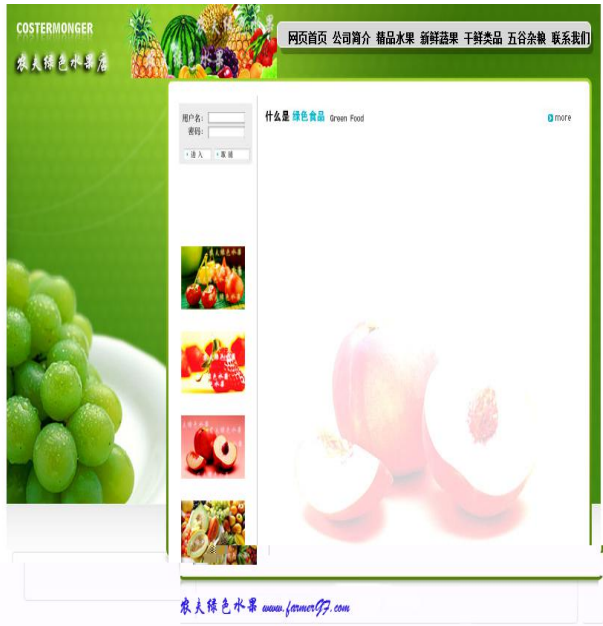 COSTERMONGER
农夫绿色水果店
网页首页 公司简介 精品水果 新鲜蔬果 干鲜类品 五谷杂粮 联系我们
用户名:
密码:
进入 取消
什么是 绿色食品 Green Food
more
农夫绿色水果 www.farmerGF.com